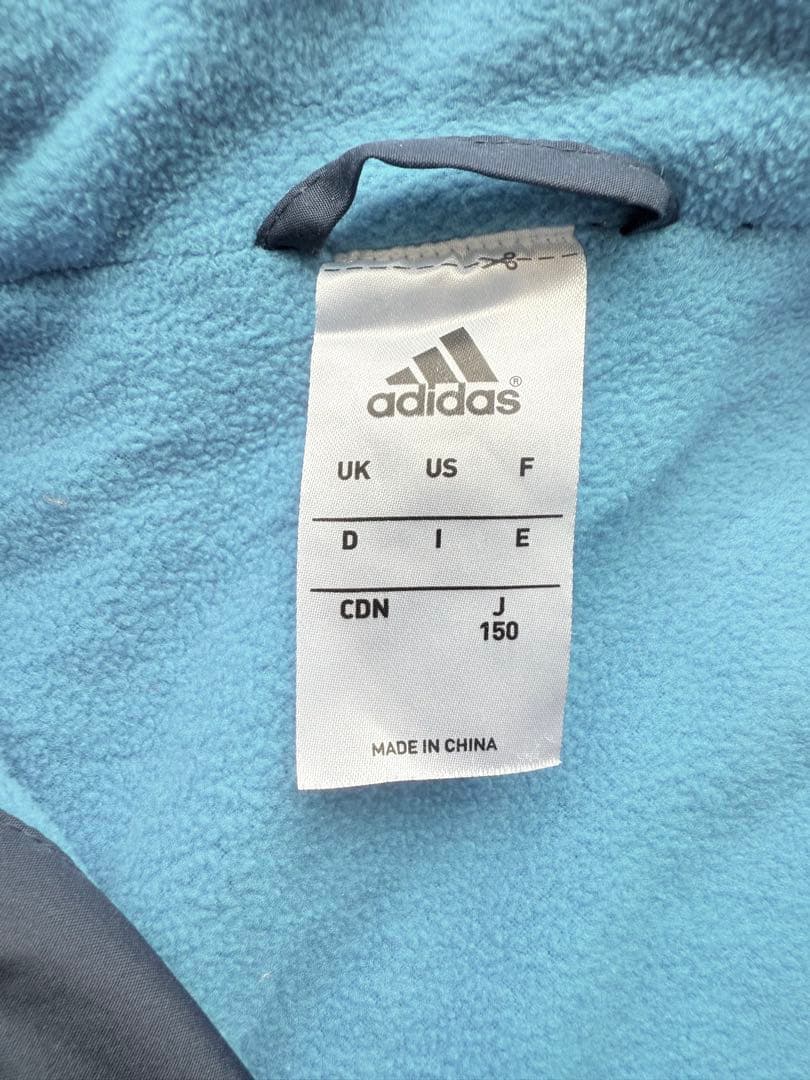 adidas®
UK US F
D I E
CDN J
150
MADE IN CHINA